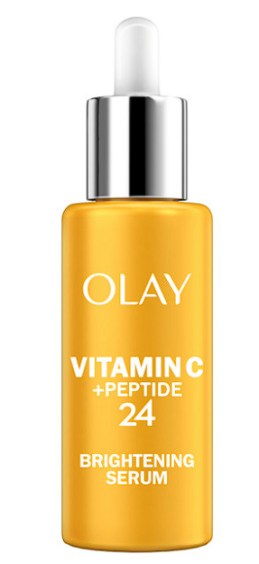 OLAY
VITAMIN C
+PEPTIDE
24
BRIGHTENING
SERUM